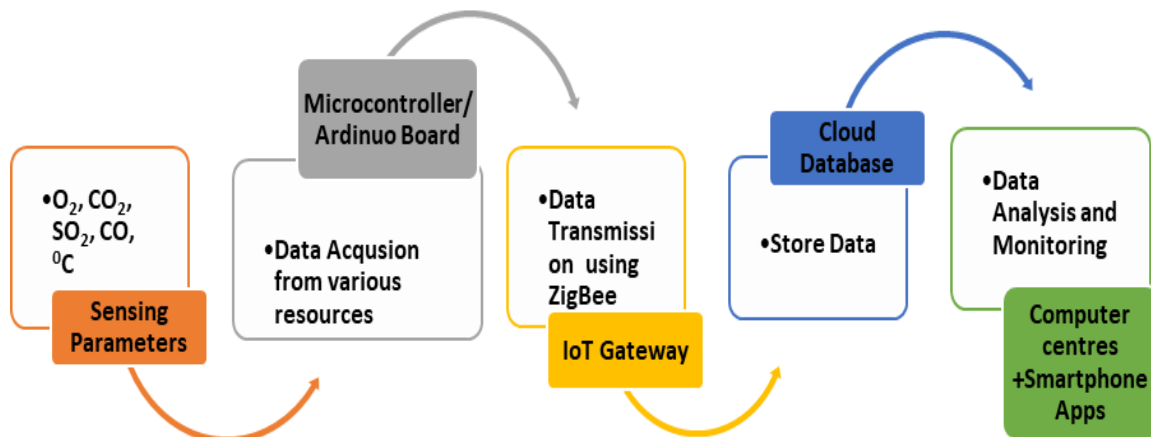 •O₂, CO₂,
SO₂, CO,
⁰C
Sensing
Parameters
Microcontroller/
Ardinuo Board
•Data Acqusion
from various
resources
•Data
Transmissi
on using
ZigBee
IoT Gateway
Cloud
Database
•Store Data
•Data
Analysis and
Monitoring
Computer
centres
+Smartphone
Apps